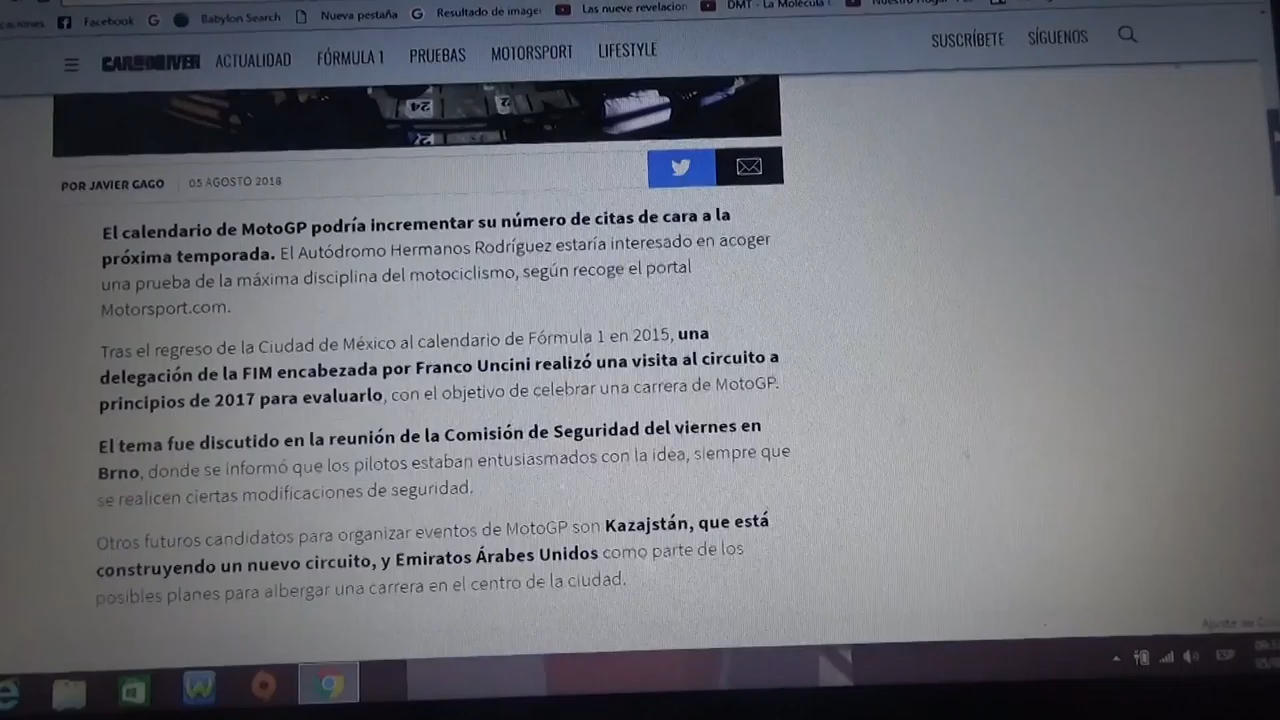 Facebook
Babylon Search
Nueva pestaña
Resultado de image
Las nueve revelacion
DMT - La Molécula
CAR AND DRIVER ACTUALIDAD FÓRMULA 1 PRUEBAS MOTORSPORT LIFESTYLE SUSCRÍBETE SÍGUENOS
24
POR JAVIER GAGO 05 AGOSTO 2018
El calendario de MotoGP podría incrementar su número de citas de cara a la
próxima temporada. El Autódromo Hermanos Rodríguez estaría interesado en acoger
una prueba de la máxima disciplina del motociclismo, según recoge el portal
Motorsport.com.
Tras el regreso de la Ciudad de México al calendario de Fórmula 1 en 2015, una
delegación de la FIM encabezada por Franco Uncini realizó una visita al circuito a
principios de 2017 para evaluarlo, con el objetivo de celebrar una carrera de MotoGP.
El tema fue discutido en la reunión de la Comisión de Seguridad del viernes en
Brno, donde se informó que los pilotos estaban entusiasmados con la idea, siempre que
se realicen ciertas modificaciones de seguridad.
Otros futuros candidatos para organizar eventos de MotoGP son Kazajstán, que está
construyendo un nuevo circuito, y Emiratos Árabes Unidos como parte de los
posibles planes para albergar una carrera en el centro de la ciudad.
Ajuste de
ESP